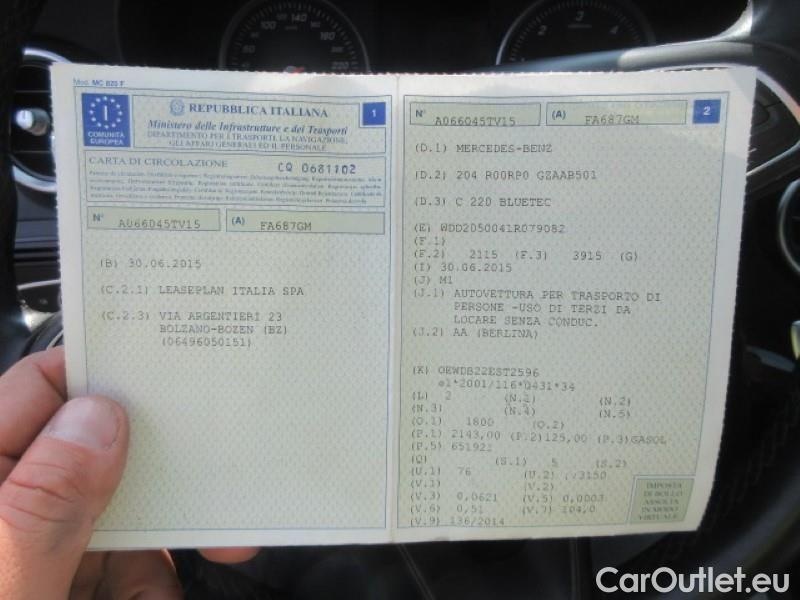 Mod. MC 820 F
I
COMUNITÀ
EUROPEA
REPUBBLICA ITALIANA
1
Ministero delle Infrastrutture e dei Trasporti
DIPARTIMENTO PER I TRASPORTI, LA NAVIGAZIONE,
GLI AFFARI GENERALI ED IL PERSONALE
CARTA DI CIRCOLAZIONE
CQ 0681102
N° A066045TV15 (A) FA687GM
(B) 30.06.2015
(C.2.1) LEASEPLAN ITALIA SPA
(C.2.3) VIA ARGENTIERI 23
BOLZANO-BOZEN (BZ)
(06496050151)
N° A066045TV15 (A) FA687GM 2
(D.1) MERCEDES-BENZ
(D.2) 204 R00RP0 GZAAB501
(D.3) C 220 BLUETEC
(E) WDD2050041R079082
(F.1)
(F.2) 2115 (F.3) 3915 (G)
(I) 30.06.2015
(J) M1
(J.1) AUTOVETTURA PER TRASPORTO DI
PERSONE -USO DI TERZI DA
LOCARE SENZA CONDUC.
(J.2) AA (BERLINA)
(K) OEWDB22EST2596
e1*2001/116*0431*34
(L) 2 (N.1) (N.2)
(N.3) (N.4) (N.5)
(O.1) 1800 (O.2)
(P.1) 2143,00 (P.2)125,00 (P.3)GASOL
(P.5) 651921
(Q) (S.1) 5 (S.2)
(U.1) 76 (U.2) 3150
(V.1) (V.2)
(V.3) 0,0621 (V.5) 0,0003
(V.6) 0,51 (V.7) 104,0
(V.9) 136/2014
IMPOSTA
DI BOLLO
ASSOLTA
IN MODO
VIRTUALE
CarOutlet.eu